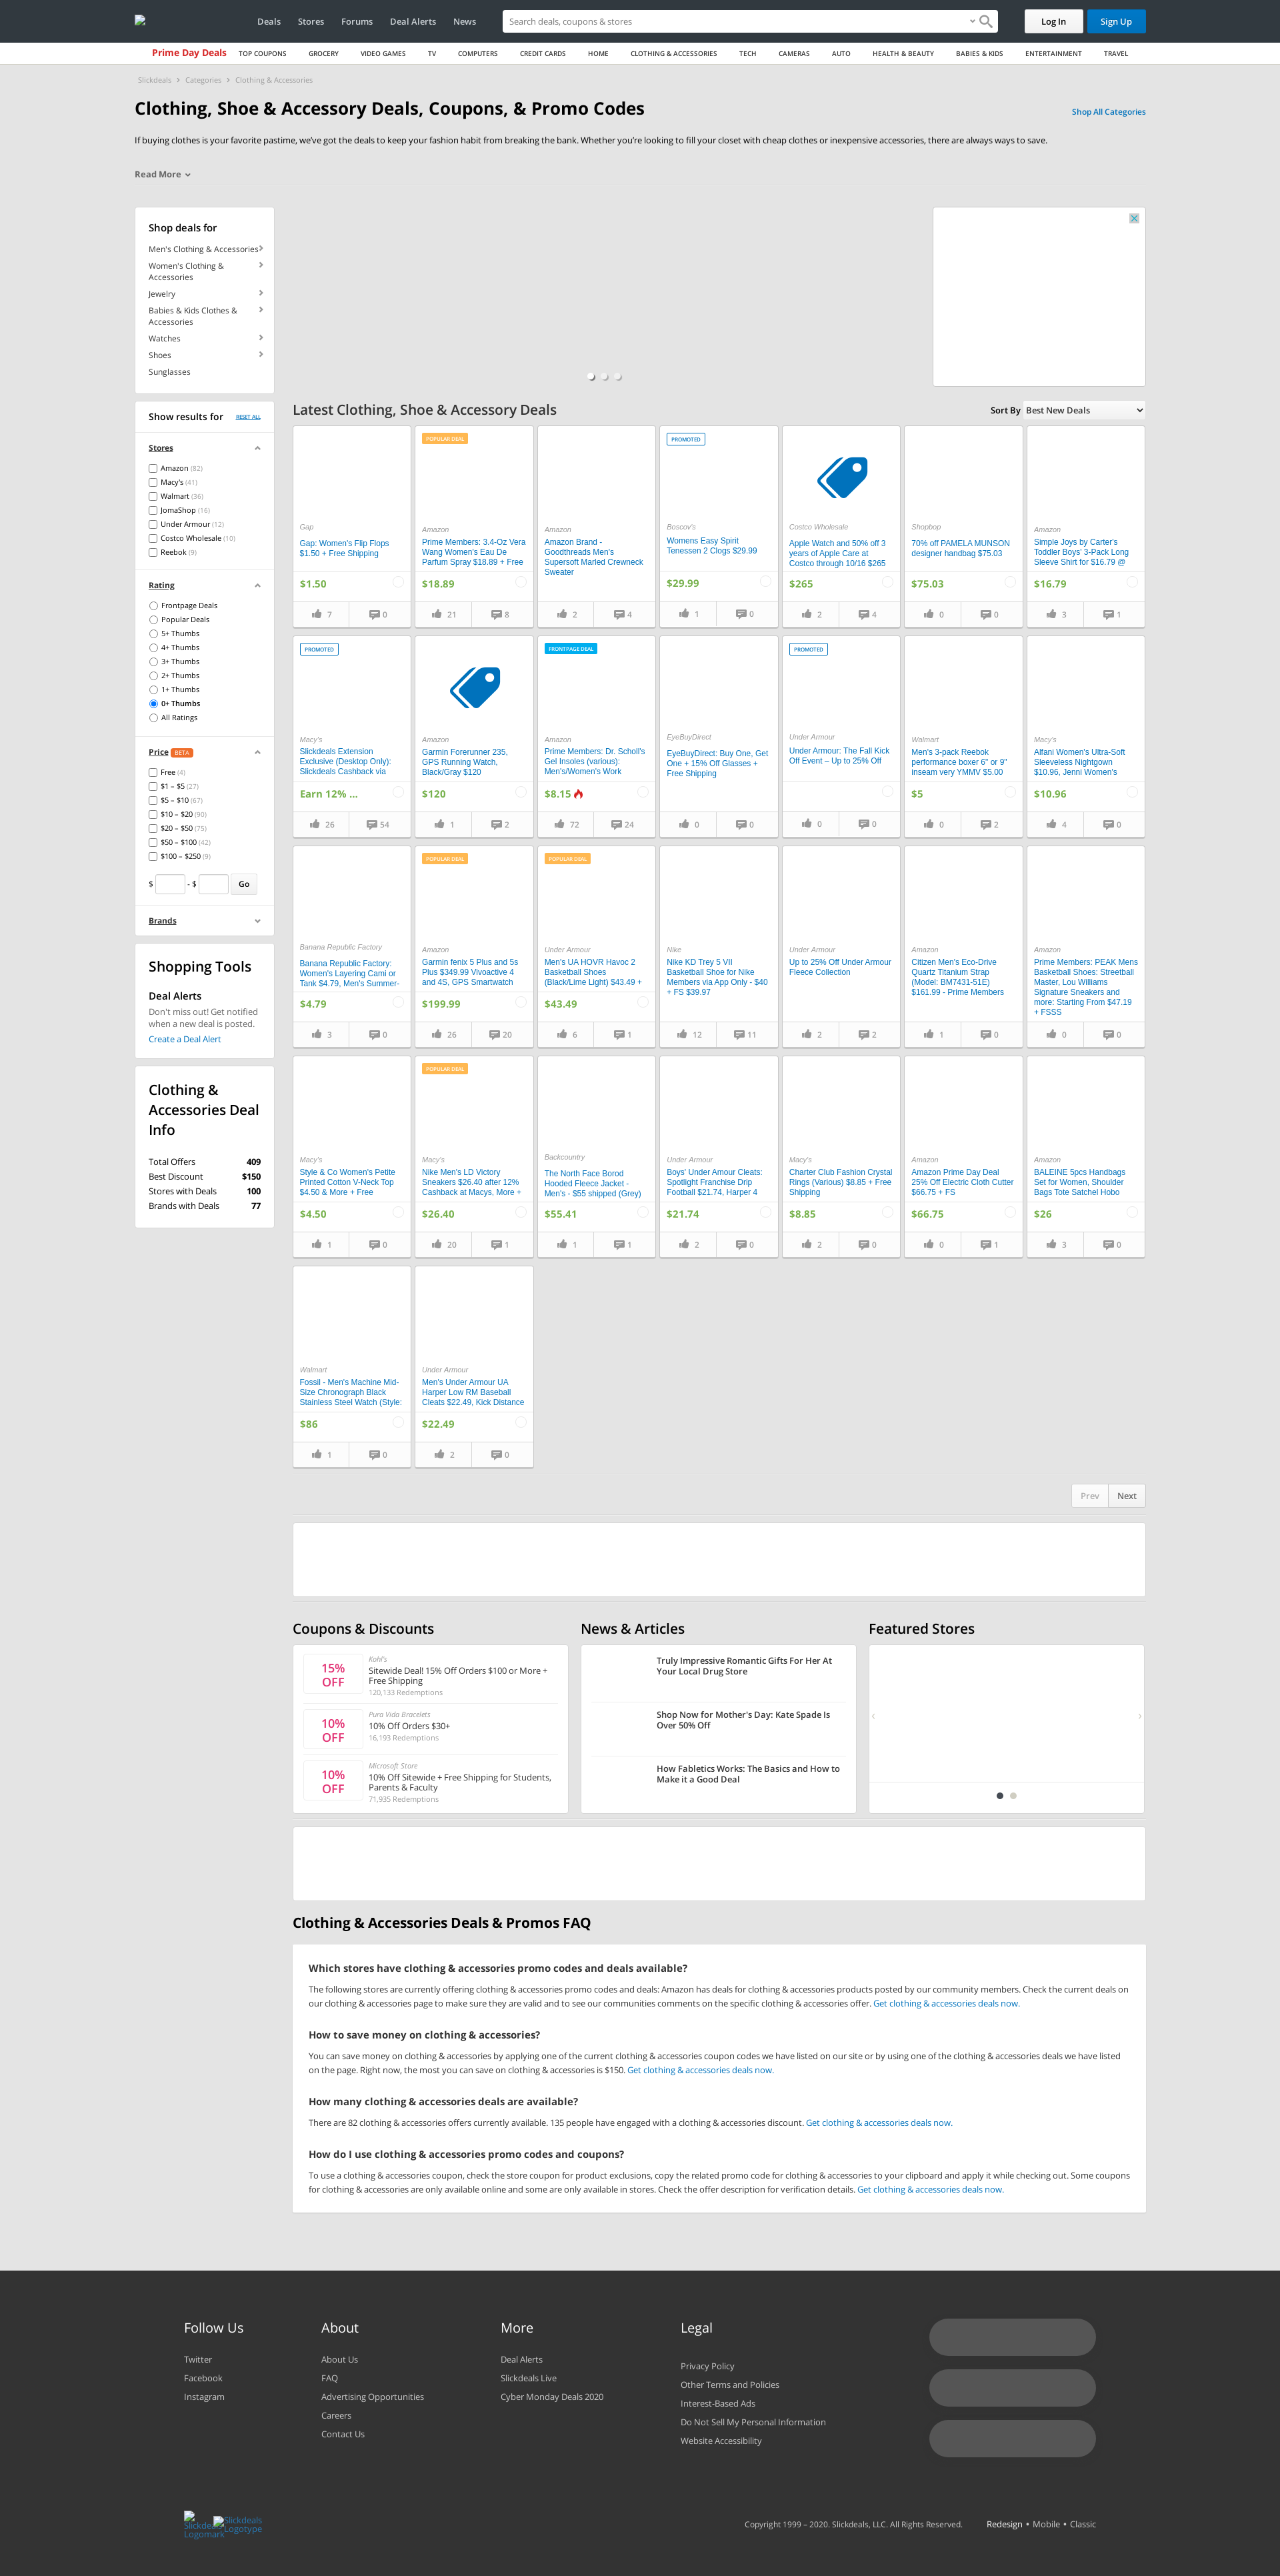 Deals Stores Forums Deal Alerts News
Search deals, coupons & stores
Log In
Sign Up
Prime Day Deals TOP COUPONS GROCERY VIDEO GAMES TV COMPUTERS CREDIT CARDS HOME CLOTHING & ACCESSORIES TECH CAMERAS AUTO HEALTH & BEAUTY BABIES & KIDS ENTERTAINMENT TRAVEL
Slickdeals > Categories > Clothing & Accessories
Clothing, Shoe & Accessory Deals, Coupons, & Promo Codes
Shop All Categories
If buying clothes is your favorite pastime, we've got the deals to keep your fashion habit from breaking the bank. Whether you're looking to fill your closet with cheap clothes or inexpensive accessories, there are always ways to save.
Read More
Shop deals for
Men's Clothing & Accessories
Women's Clothing &
Accessories
Jewelry
Babies & Kids Clothes &
Accessories
Watches
Shoes
Sunglasses
Show results for
RESET ALL
Stores
Amazon (82)
Macy's (41)
Walmart (36)
JomaShop (16)
Under Armour (12)
Costco Wholesale (10)
Reebok (9)
Rating
Frontpage Deals
Popular Deals
5+ Thumbs
4+ Thumbs
3+ Thumbs
2+ Thumbs
1+ Thumbs
0+ Thumbs
All Ratings
Price BETA
Free (4)
$1 – $5 (27)
$5 – $10 (67)
$10 – $20 (90)
$20 – $50 (75)
$50 – $100 (42)
$100 – $250 (9)
$ - $ Go
Brands
Shopping Tools
Deal Alerts
Don't miss out! Get notified
when a new deal is posted.
Create a Deal Alert
Clothing &
Accessories Deal
Info
Total Offers 409
Best Discount $150
Stores with Deals 100
Brands with Deals 77
Latest Clothing, Shoe & Accessory Deals
Sort By Best New Deals
Gap
Gap: Women's Flip Flops
$1.50 + Free Shipping
$1.50
7 0
POPULAR DEAL
Amazon
Prime Members: 3.4-Oz Vera
Wang Women's Eau De
Parfum Spray $18.89 + Free
$18.89
21 8
Amazon
Amazon Brand -
Goodthreads Men's
Supersoft Marled Crewneck
Sweater
2 4
PROMOTED
Boscov's
Womens Easy Spirit
Tenessen 2 Clogs $29.99
$29.99
1 0
Costco Wholesale
Apple Watch and 50% off 3
years of Apple Care at
Costco through 10/16 $265
$265
2 4
Shopbop
70% off PAMELA MUNSON
designer handbag $75.03
$75.03
0 0
Amazon
Simple Joys by Carter's
Toddler Boys' 3-Pack Long
Sleeve Shirt for $16.79 @
$16.79
3 1
PROMOTED
Macy's
Slickdeals Extension
Exclusive (Desktop Only):
Slickdeals Cashback via
Earn 12% ...
26 54
Amazon
Garmin Forerunner 235,
GPS Running Watch,
Black/Gray $120
$120
1 2
FRONTPAGE DEAL
Amazon
Prime Members: Dr. Scholl's
Gel Insoles (various):
Men's/Women's Work
$8.15
72 24
EyeBuyDirect
EyeBuyDirect: Buy One, Get
One + 15% Off Glasses +
Free Shipping
0 0
PROMOTED
Under Armour
Under Armour: The Fall Kick
Off Event – Up to 25% Off
0 0
Walmart
Men's 3-pack Reebok
performance boxer 6" or 9"
inseam very YMMV $5.00
$5
0 2
Macy's
Alfani Women's Ultra-Soft
Sleeveless Nightgown
$10.96, Jenni Women's
$10.96
4 0
Banana Republic Factory
Banana Republic Factory:
Women's Layering Cami or
Tank $4.79, Men's Summer-
$4.79
3 0
POPULAR DEAL
Amazon
Garmin fenix 5 Plus and 5s
Plus $349.99 Vivoactive 4
and 4S, GPS Smartwatch
$199.99
26 20
POPULAR DEAL
Under Armour
Men's UA HOVR Havoc 2
Basketball Shoes
(Black/Lime Light) $43.49 +
$43.49
6 1
Nike
Nike KD Trey 5 VII
Basketball Shoe for Nike
Members via App Only - $40
+ FS $39.97
12 11
Under Armour
Up to 25% Off Under Armour
Fleece Collection
2 2
Amazon
Citizen Men's Eco-Drive
Quartz Titanium Strap
(Model: BM7431-51E)
$161.99 - Prime Members
1 0
Amazon
Prime Members: PEAK Mens
Basketball Shoes: Streetball
Master, Lou Williams
Signature Sneakers and
more: Starting From $47.19
+ FSSS
0 0
Macy's
Style & Co Women's Petite
Printed Cotton V-Neck Top
$4.50 & More + Free
$4.50
1 0
POPULAR DEAL
Macy's
Nike Men's LD Victory
Sneakers $26.40 after 12%
Cashback at Macys, More +
$26.40
20 1
Backcountry
The North Face Borod
Hooded Fleece Jacket -
Men's - $55 shipped (Grey)
$55.41
1 1
Under Armour
Boys' Under Amour Cleats:
Spotlight Franchise Drip
Football $21.74, Harper 4
$21.74
2 0
Macy's
Charter Club Fashion Crystal
Rings (Various) $8.85 + Free
Shipping
$8.85
2 0
Amazon
Amazon Prime Day Deal
25% Off Electric Cloth Cutter
$66.75 + FS
$66.75
0 1
Amazon
BALEINE 5pcs Handbags
Set for Women, Shoulder
Bags Tote Satchel Hobo
$26
3 0
Walmart
Fossil - Men's Machine Mid-
Size Chronograph Black
Stainless Steel Watch (Style:
$86
1 0
Under Armour
Men's Under Armour UA
Harper Low RM Baseball
Cleats $22.49, Kick Distance
$22.49
2 0
Prev Next
Coupons & Discounts
15%
OFF
Kohl's
Sitewide Deal! 15% Off Orders $100 or More +
Free Shipping
120,133 Redemptions
10%
OFF
Pura Vida Bracelets
10% Off Orders $30+
16,193 Redemptions
10%
OFF
Microsoft Store
10% Off Sitewide + Free Shipping for Students,
Parents & Faculty
71,935 Redemptions
News & Articles
Truly Impressive Romantic Gifts For Her At
Your Local Drug Store
Shop Now for Mother's Day: Kate Spade Is
Over 50% Off
How Fabletics Works: The Basics and How to
Make it a Good Deal
Featured Stores
Clothing & Accessories Deals & Promos FAQ
Which stores have clothing & accessories promo codes and deals available?
The following stores are currently offering clothing & accessories promo codes and deals: Amazon has deals for clothing & accessories products posted by our community members. Check the current deals on
our clothing & accessories page to make sure they are valid and to see our communities comments on the specific clothing & accessories offer. Get clothing & accessories deals now.
How to save money on clothing & accessories?
You can save money on clothing & accessories by applying one of the current clothing & accessories coupon codes we have listed on our site or by using one of the clothing & accessories deals we have listed
on the page. Right now, the most you can save on clothing & accessories is $150. Get clothing & accessories deals now.
How many clothing & accessories deals are available?
There are 82 clothing & accessories offers currently available. 135 people have engaged with a clothing & accessories discount. Get clothing & accessories deals now.
How do I use clothing & accessories promo codes and coupons?
To use a clothing & accessories coupon, check the store coupon for product exclusions, copy the related promo code for clothing & accessories to your clipboard and apply it while checking out. Some coupons
for clothing & accessories are only available online and some are only available in stores. Check the offer description for verification details. Get clothing & accessories deals now.
Follow Us
Twitter
Facebook
Instagram
About
About Us
FAQ
Advertising Opportunities
Careers
Contact Us
More
Deal Alerts
Slickdeals Live
Cyber Monday Deals 2020
Legal
Privacy Policy
Other Terms and Policies
Interest-Based Ads
Do Not Sell My Personal Information
Website Accessibility
Slickdeals
Logomark
Slickdeals
Logotype
Copyright 1999 – 2020. Slickdeals, LLC. All Rights Reserved.
Redesign • Mobile • Classic